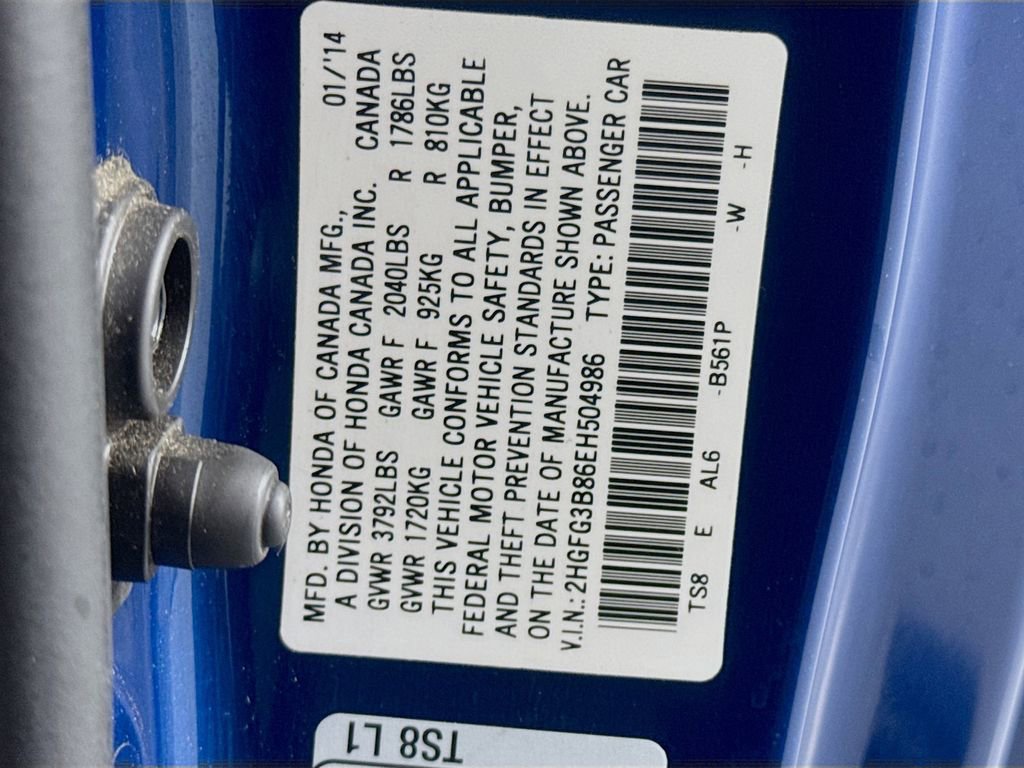 MFD. BY HONDA OF CANADA MFG., 01/'14
A DIVISION OF HONDA CANADA INC. CANADA
GVWR 3792LBS GAWR F 2040LBS R 1786LBS
GVWR 1720KG GAWR F 925KG R 810KG
THIS VEHICLE CONFORMS TO ALL APPLICABLE
FEDERAL MOTOR VEHICLE SAFETY, BUMPER,
AND THEFT PREVENTION STANDARDS IN EFFECT
ON THE DATE OF MANUFACTURE SHOWN ABOVE.
V.I.N.: 2HGFG3B86EH504986 TYPE: PASSENGER CAR
TS8 E AL6 -B561P -W -H
TS8 L1